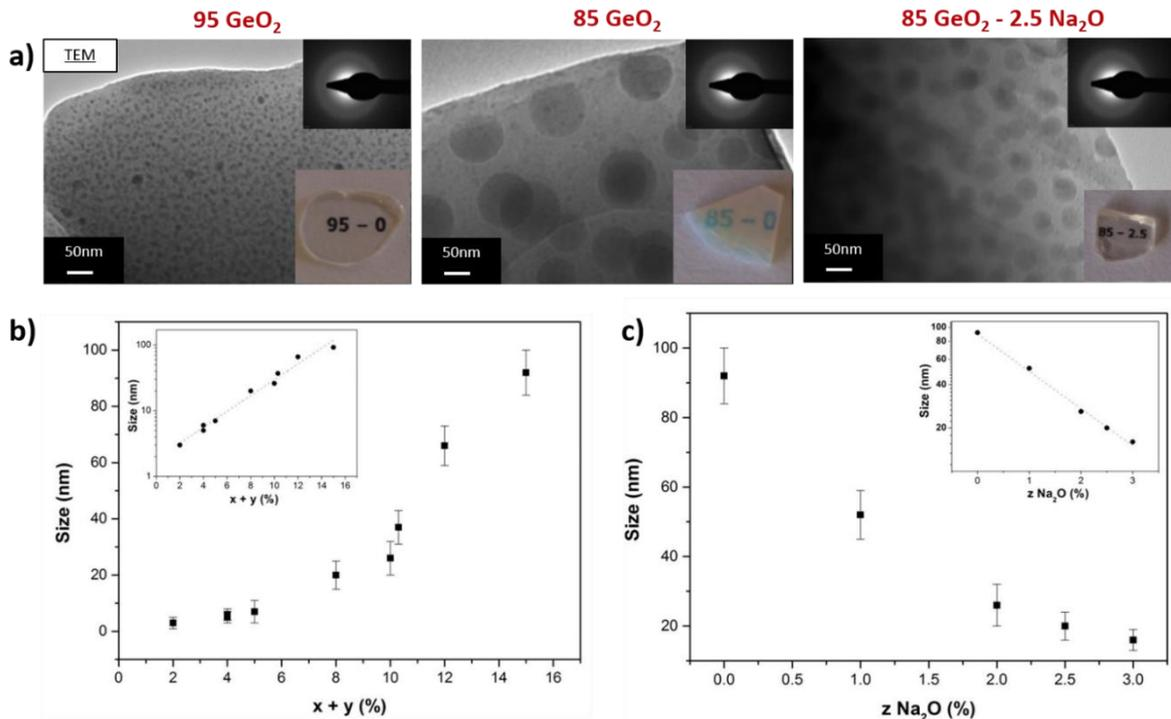 95 GeO₂
85 GeO₂
85 GeO₂ - 2.5 Na₂O
a)
TEM
95 – 0
85 – 0
85 – 2.5
50nm
50nm
50nm
b)
Size (nm)
100
80
60
40
20
0
0 2 4 6 8 10 12 14 16
x + y (%)
Size (nm)
100
10
1
0 2 4 6 8 10 12 14 16
x + y (%)
c)
Size (nm)
100
80
60
40
20
0.0 0.5 1.0 1.5 2.0 2.5 3.0
z Na₂O (%)
Size (nm)
100
80
60
40
20
0 1 2 3
z Na₂O (%)